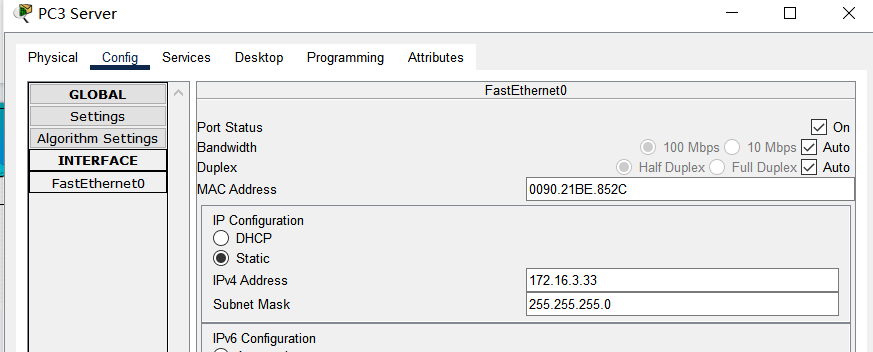 PC3 Server
Physical Config Services Desktop Programming Attributes
GLOBAL
Settings
Algorithm Settings
INTERFACE
FastEthernet0
FastEthernet0
Port Status On
Bandwidth 100 Mbps 10 Mbps Auto
Duplex Half Duplex Full Duplex Auto
MAC Address 0090.21BE.852C
IP Configuration
DHCP
Static
IPv4 Address 172.16.3.33
Subnet Mask 255.255.255.0
IPv6 Configuration